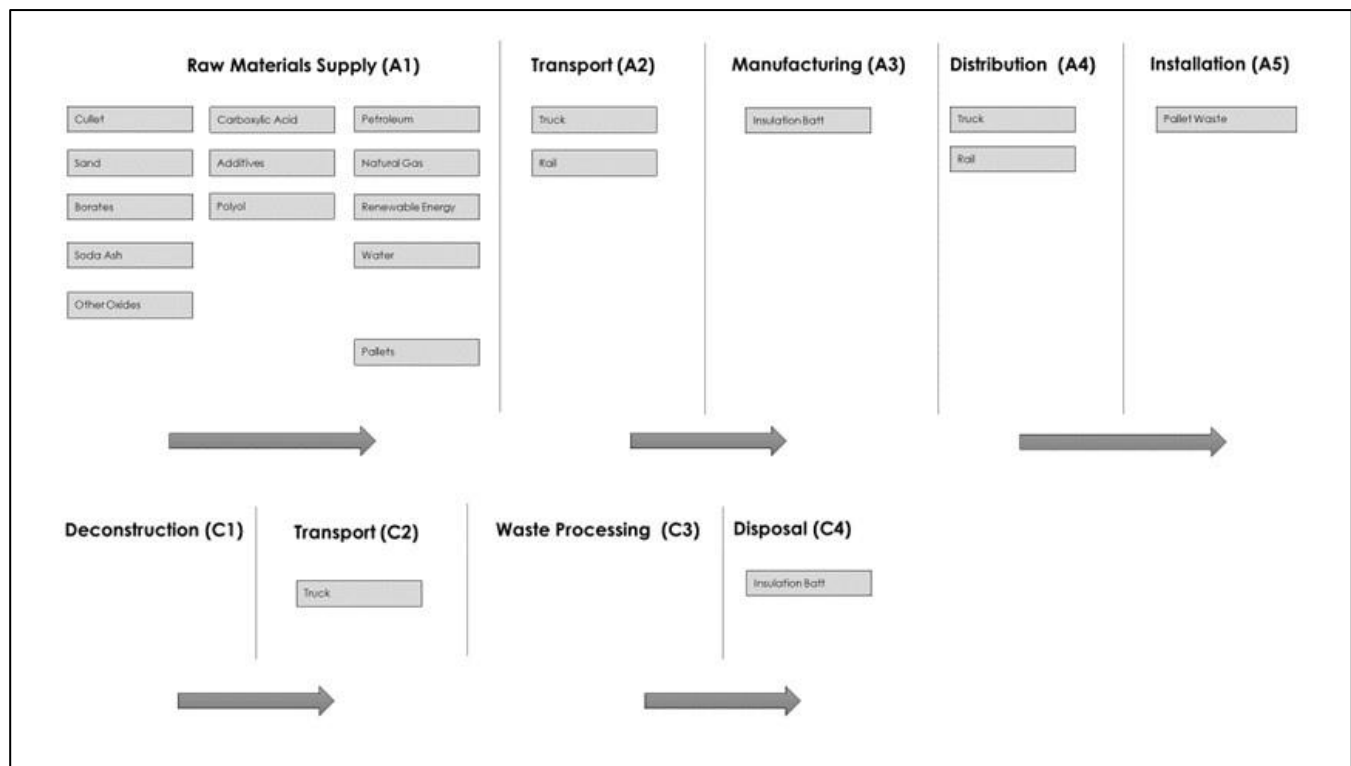 Raw Materials Supply (A1)
Cullet
Sand
Borates
Soda Ash
Other Oxides
Carboxylic Acid
Additives
Polyol
Petroleum
Natural Gas
Renewable Energy
Water
Pallets
Transport (A2)
Truck
Rail
Manufacturing (A3)
Insulation Batt
Distribution (A4)
Truck
Rail
Installation (A5)
Pallet Waste
Deconstruction (C1)
Transport (C2)
Truck
Waste Processing (C3)
Disposal (C4)
Insulation Batt